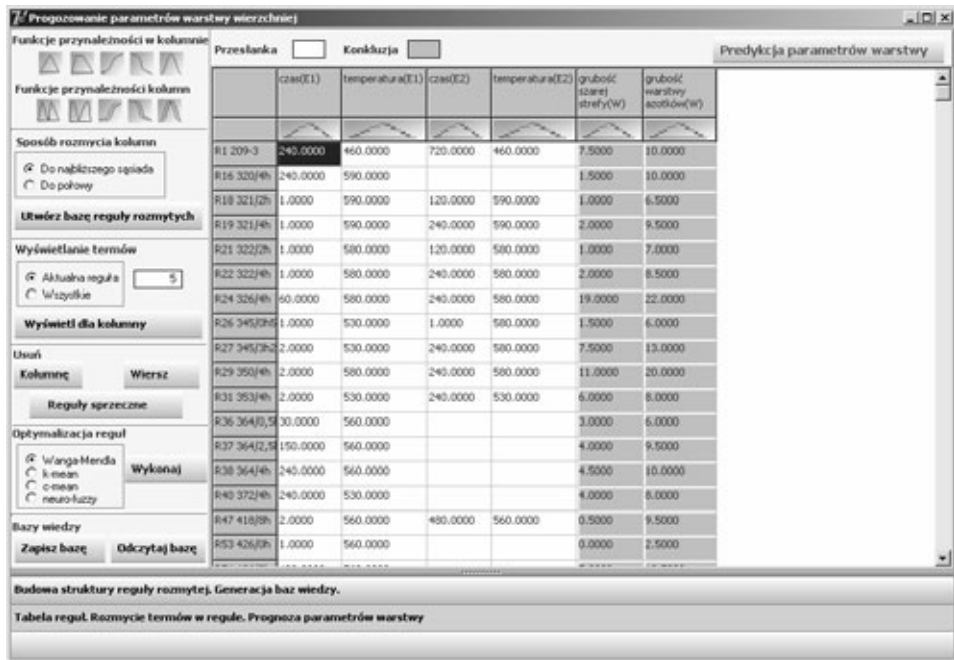 Progozowanie parametrów warstwy wierzchniej
Funkcje przynależności w kolumnie
Funkcje przynależności kolumn
Sposób rozmycia kolumn
Do najbliższego sąsiada
Do połowy
Utwórz bazę reguły rozmytych
Wyświetlanie termów
Aktualna reguła 5
Wszystkie
Wyświetl dla kolumny
Usuń
Kolumnę Wiersz
Reguły sprzeczne
Optymalizacja reguł
Wanga-Mendla
k-mean
c-mean
neuro-fuzzy
Wykonaj
Bazy wiedzy
Zapisz bazę Odczytaj bazę
Przesłanka Konkluzja Predykcja parametrów warstwy
czas(E1) temperatura(E1) czas(E2) temperatura(E2) grubość szarej strefy(W) grubość warstwy azotków(W)
R1 209-3 240.0000 460.0000 720.0000 460.0000 7.5000 10.0000
R16 320/4h 240.0000 590.0000 1.5000 10.0000
R18 321/2h 1.0000 590.0000 120.0000 590.0000 1.0000 6.5000
R19 321/4h 1.0000 590.0000 240.0000 590.0000 2.0000 9.5000
R21 322/2h 1.0000 580.0000 120.0000 580.0000 1.0000 7.0000
R22 322/4h 1.0000 580.0000 240.0000 580.0000 2.0000 8.5000
R24 326/4h 60.0000 580.0000 240.0000 580.0000 19.0000 22.0000
R26 345/0h5 1.0000 530.0000 1.0000 580.0000 1.5000 6.0000
R27 345/3h2 2.0000 530.0000 240.0000 580.0000 7.5000 13.0000
R29 350/4h 2.0000 580.0000 240.0000 580.0000 11.0000 20.0000
R31 353/4h 2.0000 530.0000 240.0000 530.0000 6.0000 8.0000
R36 364/0,5 30.0000 560.0000 3.0000 6.0000
R37 364/2,5 150.0000 560.0000 4.0000 9.5000
R38 364/4h 240.0000 560.0000 4.5000 10.0000
R40 372/4h 240.0000 530.0000 4.0000 8.0000
R47 418/8h 2.0000 560.0000 480.0000 560.0000 0.5000 9.5000
R53 426/0h 1.0000 560.0000 0.0000 2.5000
Budowa struktury reguły rozmytej. Generacja baz wiedzy.
Tabela reguł. Rozmycie termów w regule. Prognoza parametrów warstwy